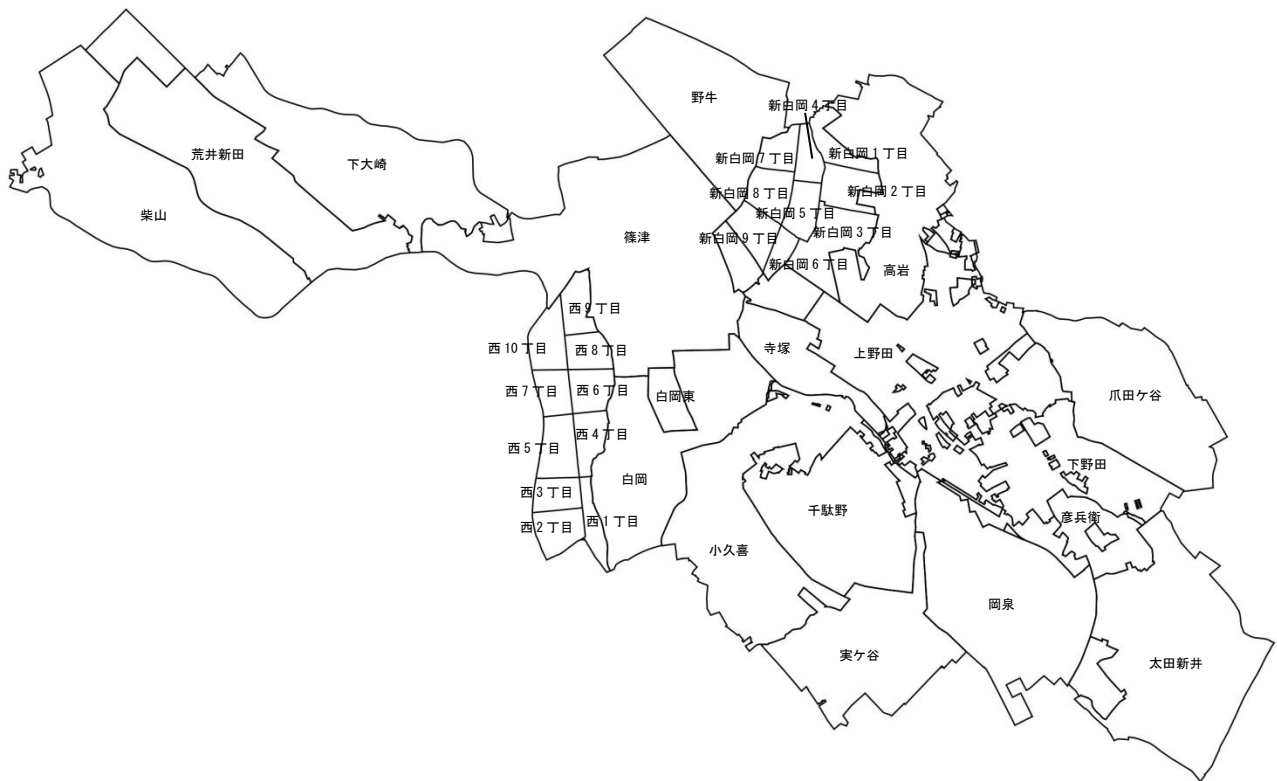 野牛
新白岡４丁目
荒井新田
下大崎
新白岡７丁目
新白岡１丁目
新白岡８丁目
新白岡２丁目
柴山
新白岡５丁目
篠津
新白岡９丁目
新白岡３丁目
新白岡６丁目
高岩
西９丁目
西10丁目
西８丁目
寺塚
上野田
西７丁目
西６丁目
白岡東
爪田ケ谷
西５丁目
西４丁目
白岡
下野田
西３丁目
西２丁目
西１丁目
千駄野
彦兵衛
小久喜
岡泉
実ケ谷
太田新井